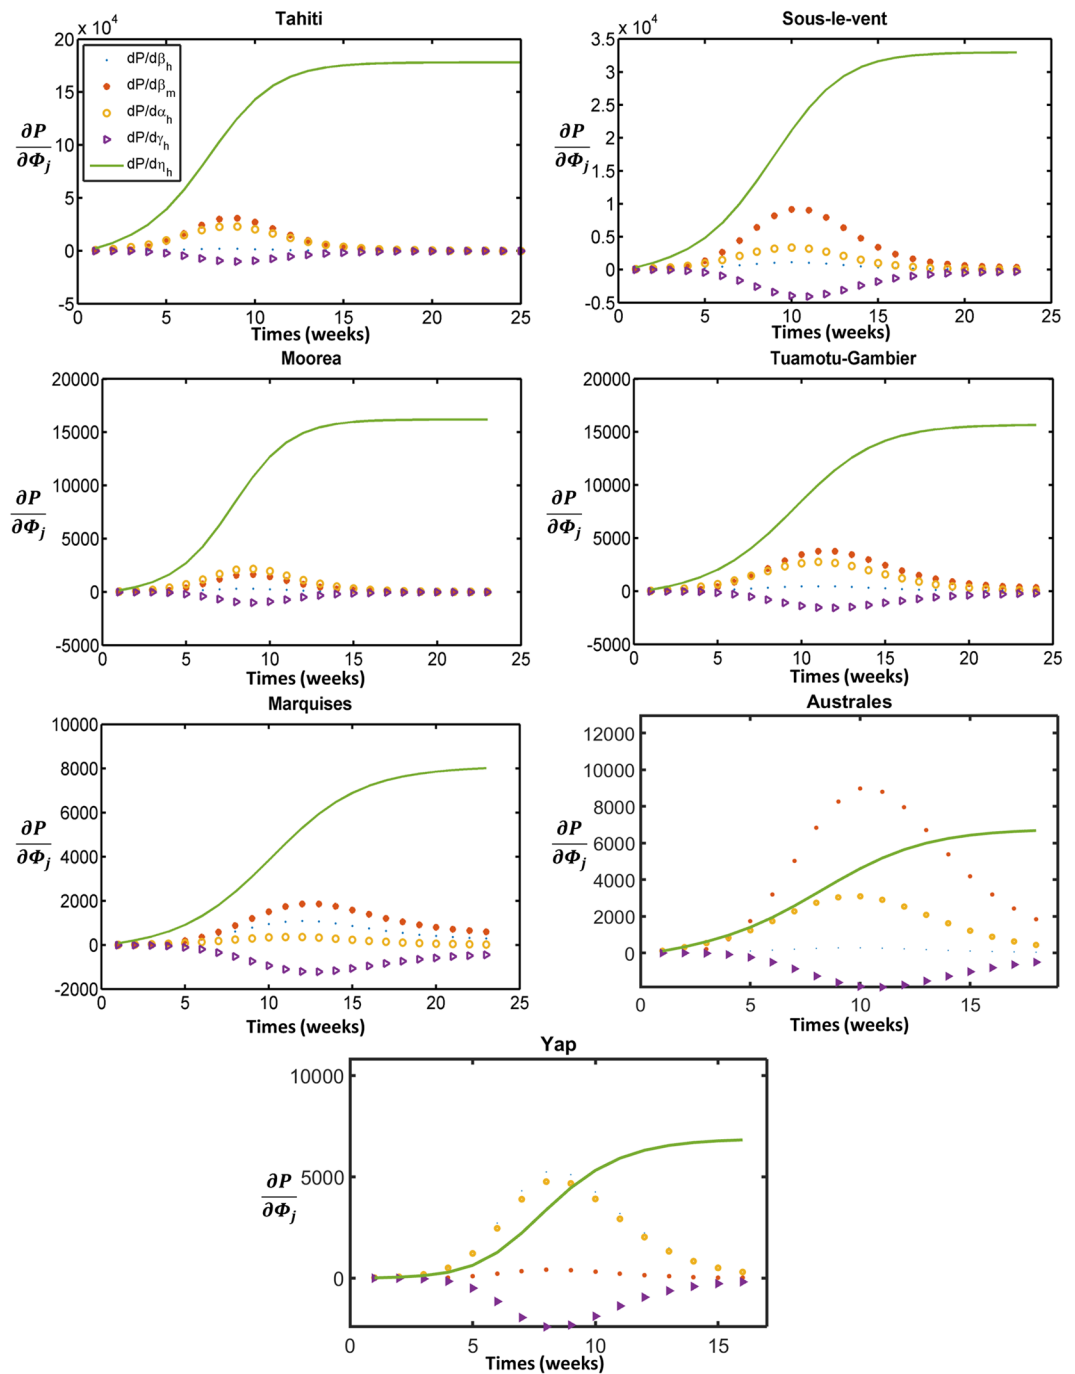 Tahiti
x 10^4
20
15
10
5
0
-5
∂P
∂Φj
dP/dβh
dP/dβm
dP/dαh
dP/dγh
dP/dηh
0 5 10 15 20 25
Times (weeks)
Sous-le-vent
x 10^4
3.5
3
2.5
2
1.5
1
0.5
0
-0.5
∂P
∂Φj
0 5 10 15 20 25
Times (weeks)
Moorea
20000
15000
10000
5000
0
-5000
∂P
∂Φj
0 5 10 15 20 25
Times (weeks)
Tuamotu-Gambier
20000
15000
10000
5000
0
-5000
∂P
∂Φj
0 5 10 15 20 25
Times (weeks)
Marquises
10000
8000
6000
4000
2000
0
-2000
∂P
∂Φj
0 5 10 15 20 25
Times (weeks)
Australes
12000
10000
8000
6000
4000
2000
0
∂P
∂Φj
0 5 10 15
Times (weeks)
Yap
10000
5000
0
∂P
∂Φj
0 5 10 15
Times (weeks)